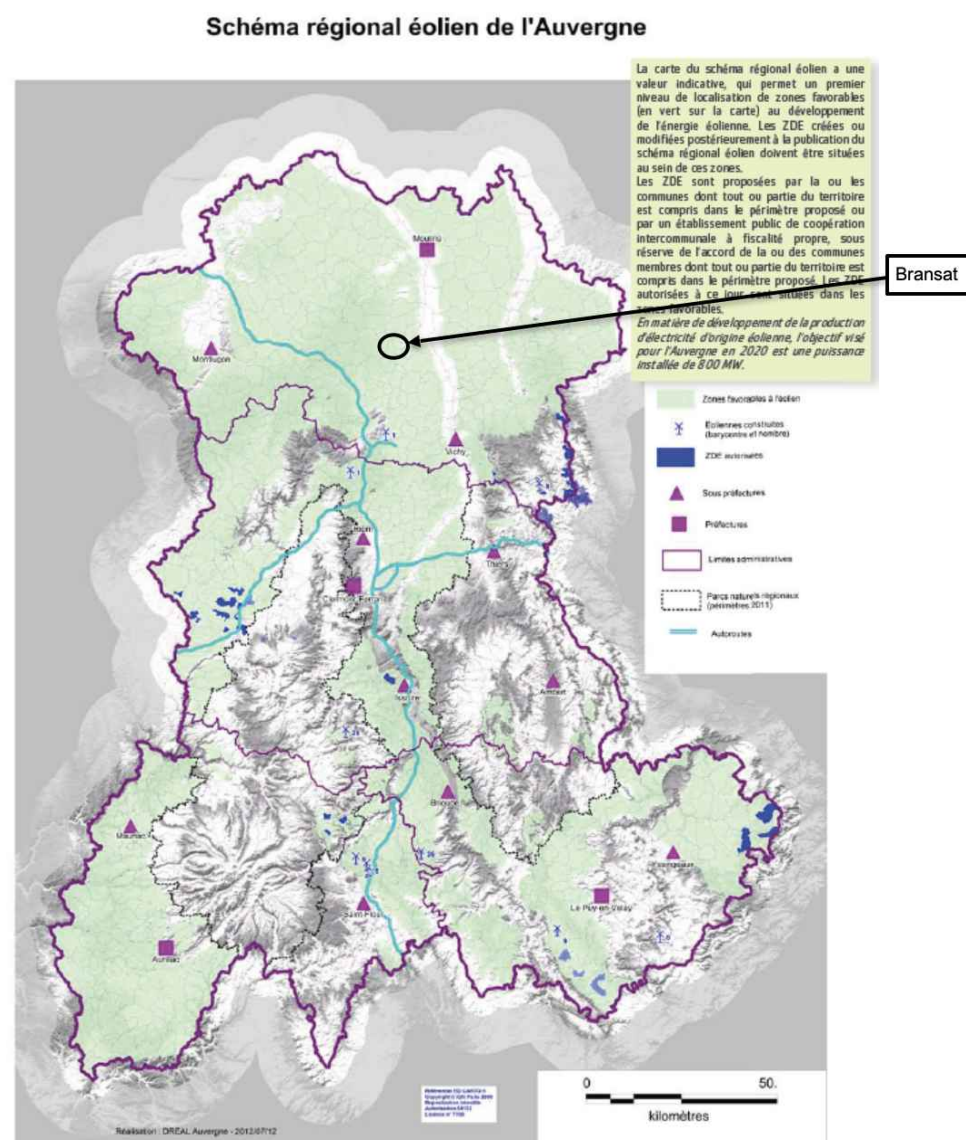 Schéma régional éolien de l'Auvergne
La carte du schéma régional éolien a une
valeur indicative, qui permet un premier
niveau de localisation de zones favorables
(en vert sur la carte) au développement
de l'énergie éolienne. Les ZDE créées ou
modifiées postérieurement à la publication du
schéma régional éolien doivent être situées
au sein de ces zones.
Les ZDE sont proposées par la ou les
communes dont tout ou partie du territoire
est compris dans le périmètre proposé ou
par un établissement public de coopération
intercommunale à fiscalité propre, sous
réserve de l'accord de la ou des communes
membres dont tout ou partie du territoire est
compris dans le périmètre proposé. Les ZDE
autorisées à ce jour sont situées dans les
zones favorables.
En matière de développement de la production
d'électricité d'origine éolienne, l'objectif visé
pour l'Auvergne en 2020 est une puissance
installée de 800 MW.
Bransat
Moulins
Montluçon
Vichy
Riom
Thiers
Issoire
Ambert
Brioude
Mauriac
Yssingeaux
Le Puy-en-Velay
Saint-Flour
Aurillac
Zones favorables à l'éolien
Eoliennes construites
(barycentre et nombre)
ZDE autorisées
Sous préfectures
Préfectures
Limites administratives
Parcs naturels régionaux
(périmètres 2011)
Autoroutes
0 50.
kilomètres
Réalisation : DREAL Auvergne - 2012/07/12